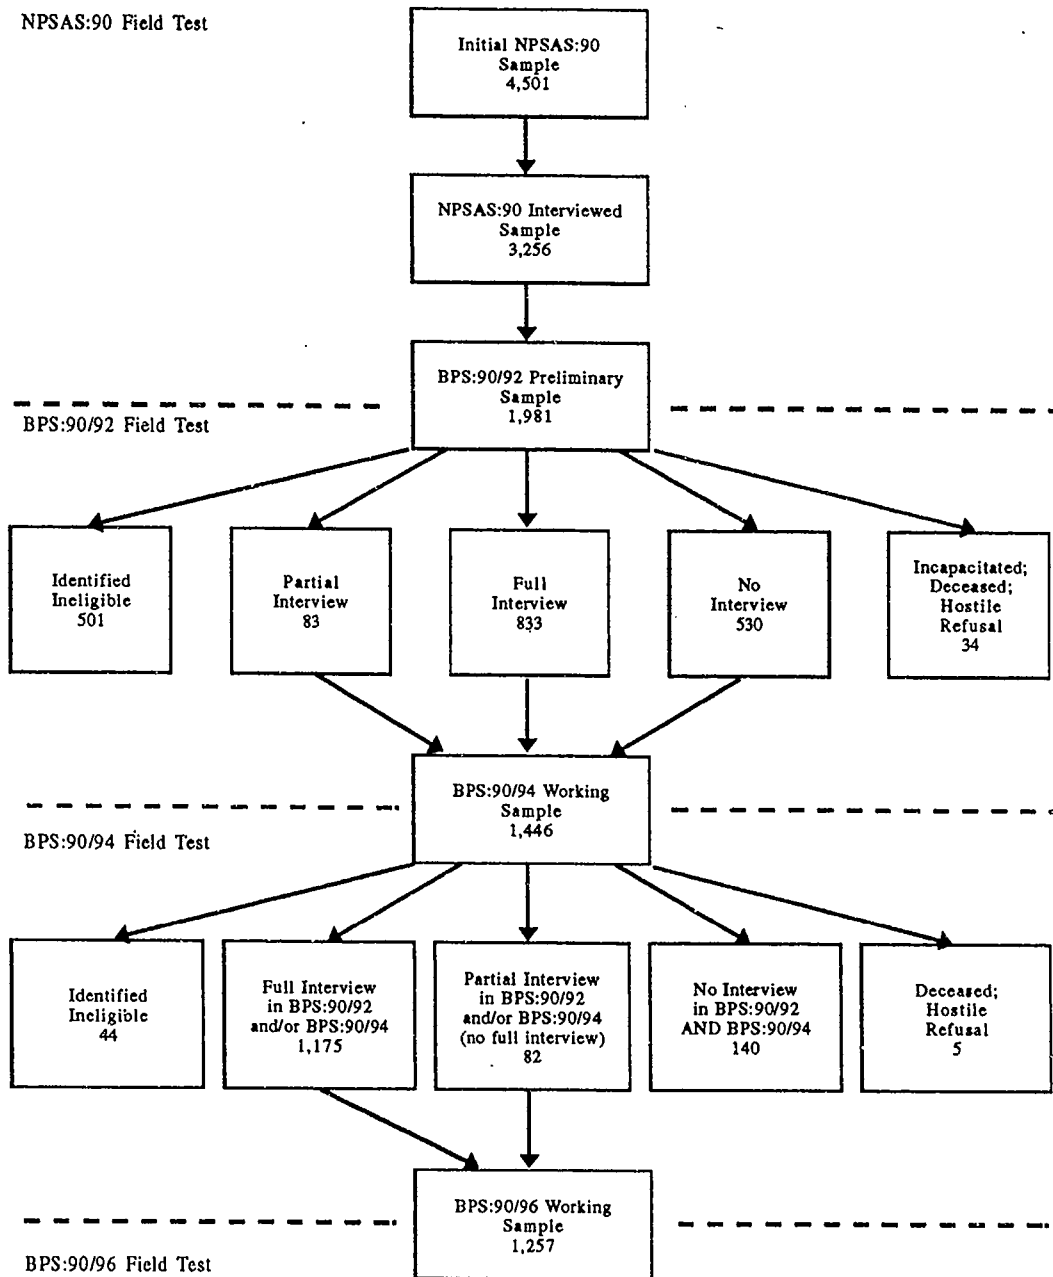 NPSAS:90 Field Test
Initial NPSAS:90
Sample
4,501
NPSAS:90 Interviewed
Sample
3,256
BPS:90/92 Preliminary
Sample
1,981
BPS:90/92 Field Test
Identified
Ineligible
501
Partial
Interview
83
Full
Interview
833
No
Interview
530
Incapacitated;
Deceased;
Hostile
Refusal
34
BPS:90/94 Working
Sample
1,446
BPS:90/94 Field Test
Identified
Ineligible
44
Full Interview
in BPS:90/92
and/or BPS:90/94
1,175
Partial Interview
in BPS:90/92
and/or BPS:90/94
(no full interview)
82
No Interview
in BPS:90/92
AND BPS:90/94
140
Deceased;
Hostile
Refusal
5
BPS:90/96 Working
Sample
1,257
BPS:90/96 Field Test